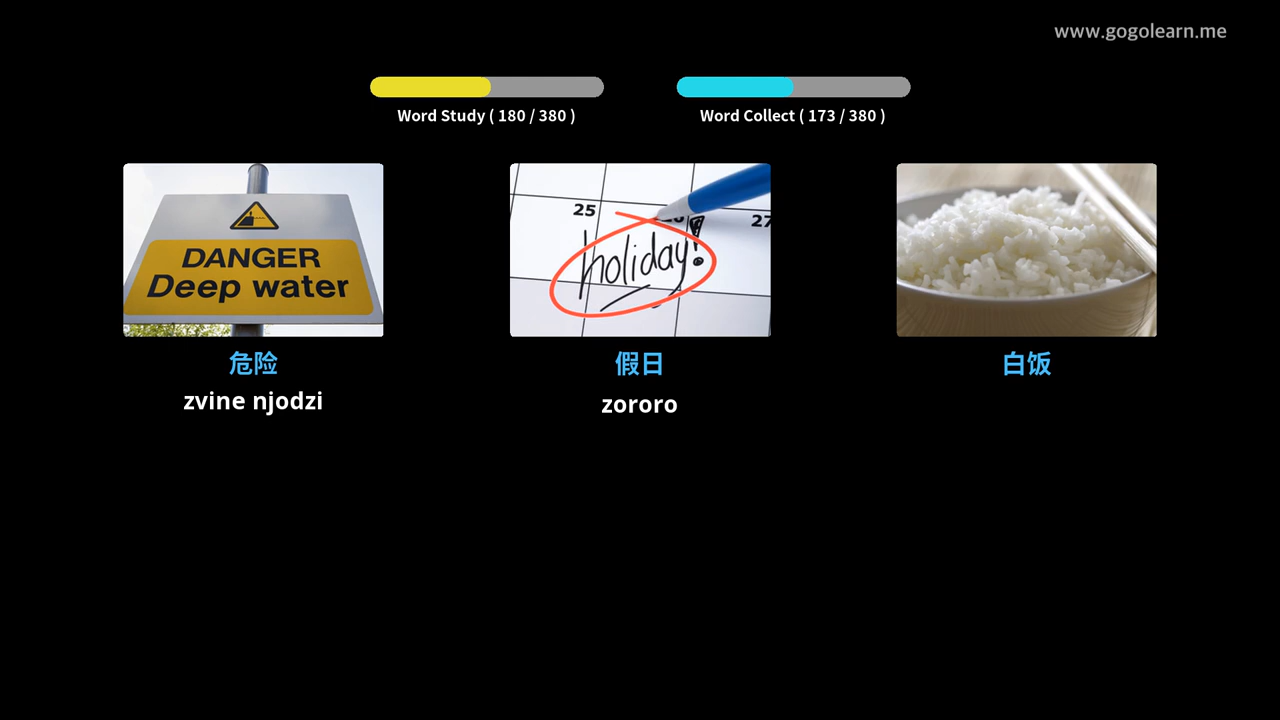 www.gogolearn.me
Word Study ( 180 / 380 )
Word Collect ( 173 / 380 )
DANGER
Deep water
25
27
holiday!
危险
假日
白饭
zvine njodzi
zororo